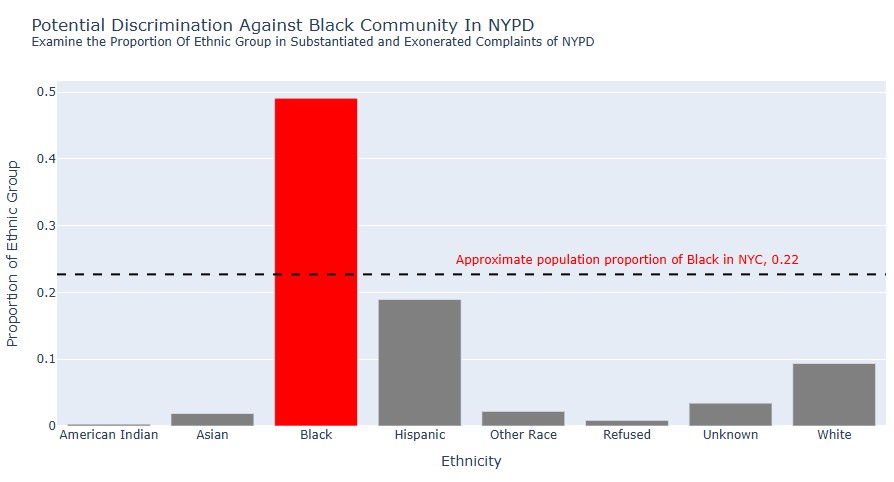 Potential Discrimination Against Black Community In NYPD
Examine the Proportion Of Ethnic Group in Substantiated and Exonerated Complaints of NYPD
Proportion of Ethnic Group
0.5
0.4
0.3
0.2
0.1
0
Approximate population proportion of Black in NYC, 0.22
American Indian Asian Black Hispanic Other Race Refused Unknown White
Ethnicity